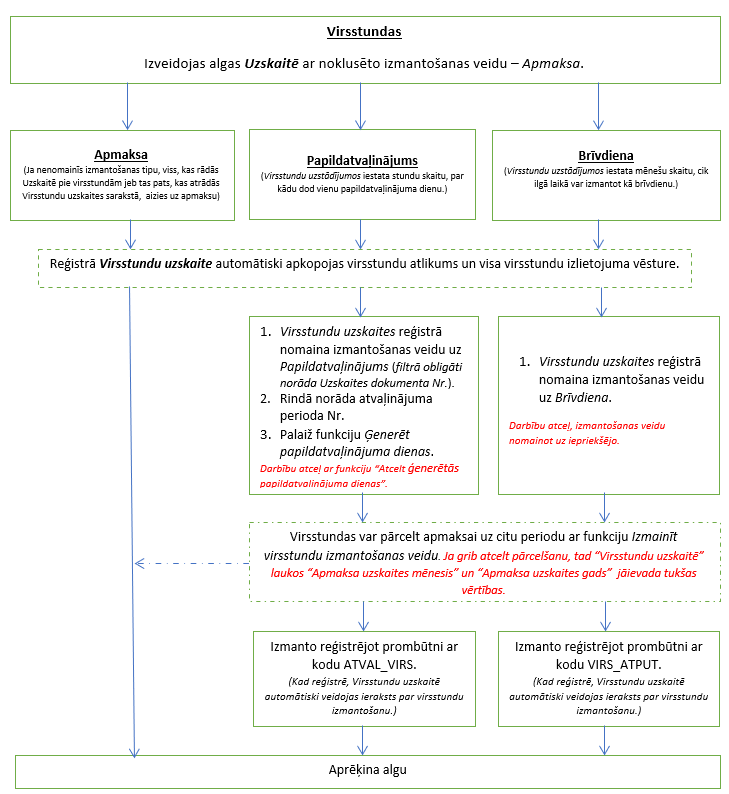 Virsstundas
Izveidojas algas Uzskaitē ar noklusēto izmantošanas veidu – Apmaksa.
Apmaksa
(Ja nenomainīs izmantošanas tipu, viss, kas rādās
Uzskaitē pie virsstundām jeb tas pats, kas atrādās
Virsstundu uzskaites sarakstā, aizies uz apmaksu)
Papildatvaļinājums
(Virsstundu uzstādījumos iestata stundu skaitu, par
kādu dod vienu papildatvaļinājuma dienu.)
Brīvdiena
(Virsstundu uzstādījumos iestata mēnešu skaitu, cik
ilgā laikā var izmantot kā brīvdienu.)
Reģistrā Virsstundu uzskaite automātiski apkopojas virsstundu atlikums un visa virsstundu izlietojuma vēsture.
1. Virsstundu uzskaites reģistrā
nomaina izmantošanas veidu uz
Papildatvaļinājums (filtrā obligāti
norāda Uzskaites dokumenta Nr.).
2. Rindā norāda atvaļinājuma
perioda Nr.
3. Palaiž funkciju Ģenerēt
papildatvaļinājuma dienas.
Darbību atceļ ar funkciju “Atcelt ģenerētās
papildatvalinājuma dienas”.
1. Virsstundu uzskaites reģistrā
nomaina izmantošanas veidu
uz Brīvdiena.
Darbību atceļ, izmantošanas veidu
nomainot uz iepriekšējo.
Virsstundas var pārcelt apmaksai uz citu periodu ar funkciju Izmainīt
virsstundu izmantošanas veidu. Ja grib atcelt pārcelšanu, tad “Virsstundu uzskaitē”
laukos “Apmaksa uzskaites mēnesis” un “Apmaksa uzskaites gads” jāievada tukšas
vērtības.
Izmanto reģistrējot prombūtni ar
kodu ATVAL_VIRS.
(Kad reģistrē, Virsstundu uzskaitē
automātiski veidojas ieraksts par virsstundu
izmantošanu.)
Izmanto reģistrējot prombūtni ar
kodu VIRS_ATPUT.
(Kad reģistrē, Virsstundu uzskaitē
automātiski veidojas ieraksts par virsstundu
izmantošanu.)
Aprēķina algu